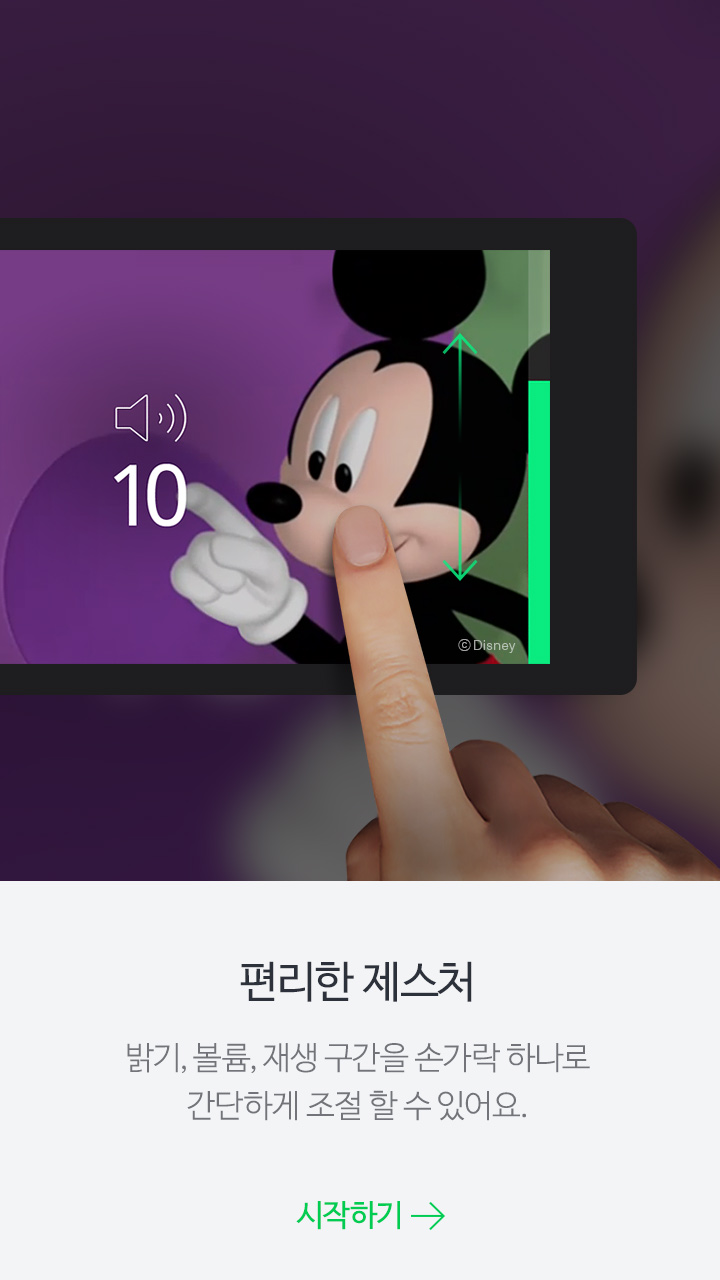 10
©Disney
편리한 제스처
밝기, 볼륨, 재생 구간을 손가락 하나로
간단하게 조절 할 수 있어요.
시작하기 →